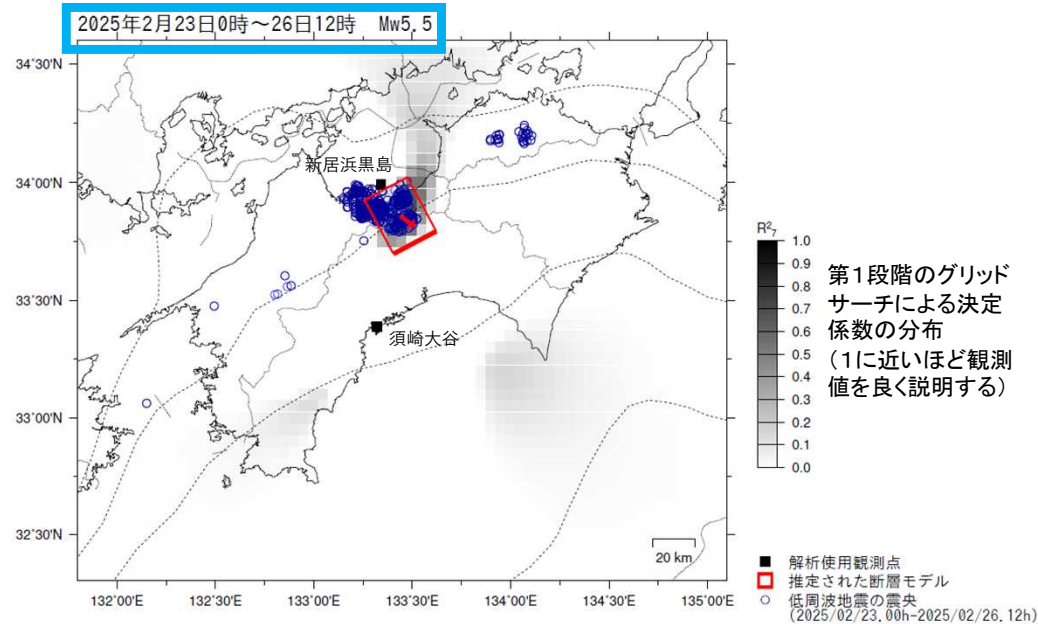 2025年2月23日0時～26日12時 Mw5.5
34°30'N
34°00'N
33°30'N
33°00'N
32°30'N
132°00'E
132°30'E
133°00'E
133°30'E
134°00'E
134°30'E
135°00'E
新居浜黒島
須崎大谷
20 km
R²₇
1.0
0.9
0.8
0.7
0.6
0.5
0.4
0.3
0.2
0.1
0.0
第１段階のグリッド
サーチによる決定
係数の分布
（１に近いほど観測
値を良く説明する）
解析使用観測点
推定された断層モデル
低周波地震の震央
(2025/02/23.00h-2025/02/26.12h)